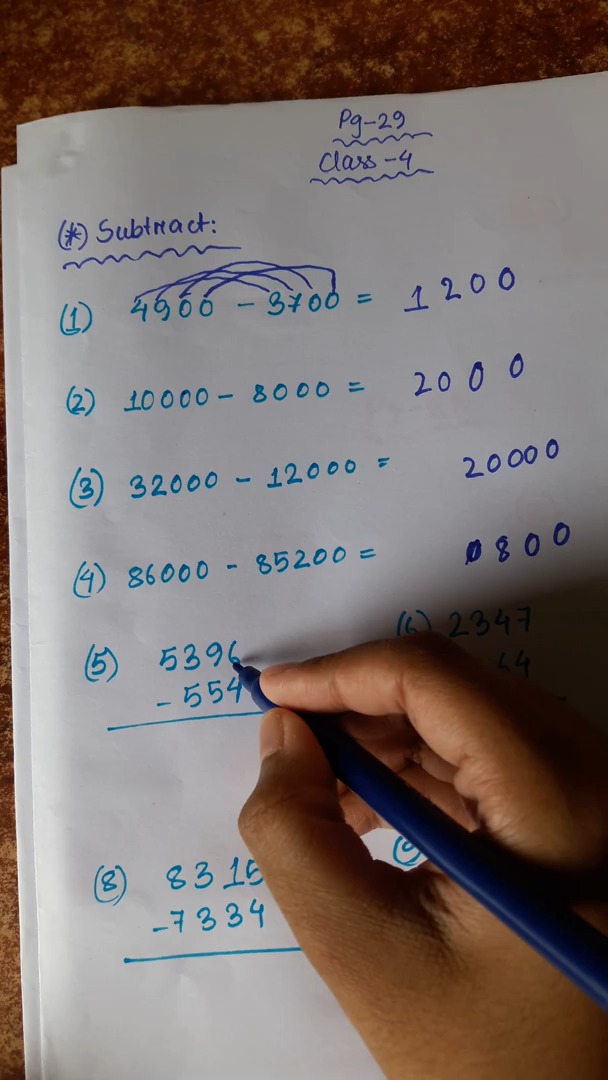 Pg-29
Class-4
(*) Subtract:
(1) 4900 - 3700 = 1200
(2) 10000 - 8000 = 2000
(3) 32000 - 12000 = 20000
(4) 86000 - 85200 = 0800
(5) 5396
- 554
(6) 2347
64
(8) 8315
- 7334